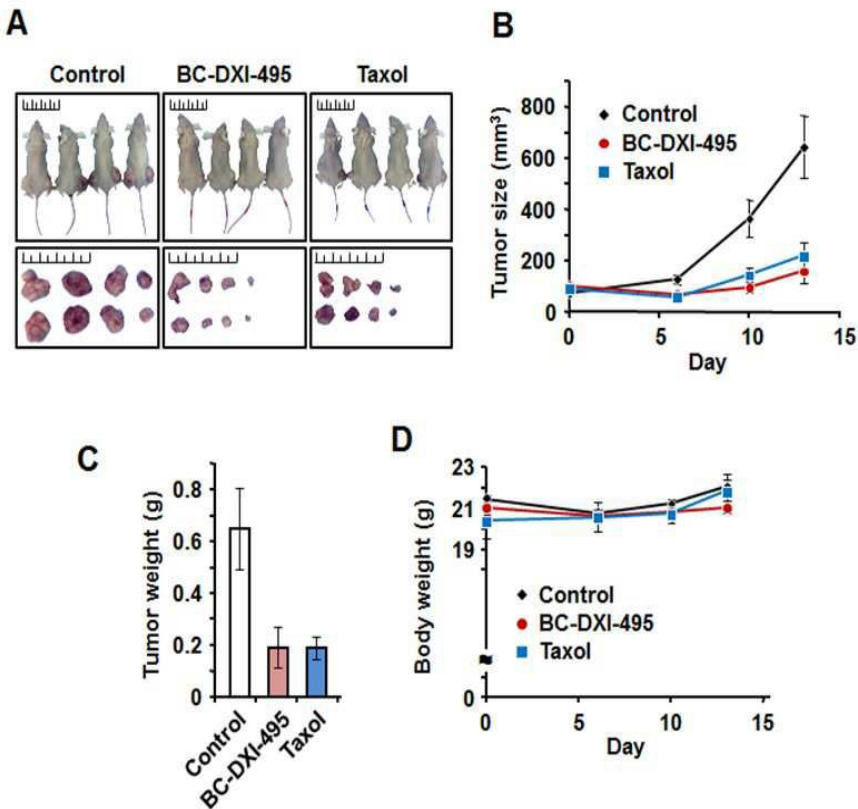 A
Control BC-DXI-495 Taxol
B
Tumor size (mm³)
800
600
400
200
0
Control
BC-DXI-495
Taxol
0 5 10 15
Day
C
Tumor weight (g)
0.8
0.6
0.4
0.2
0
Control
BC-DXI-495
Taxol
D
Body weight (g)
23
21
19
0
Control
BC-DXI-495
Taxol
0 5 10 15
Day